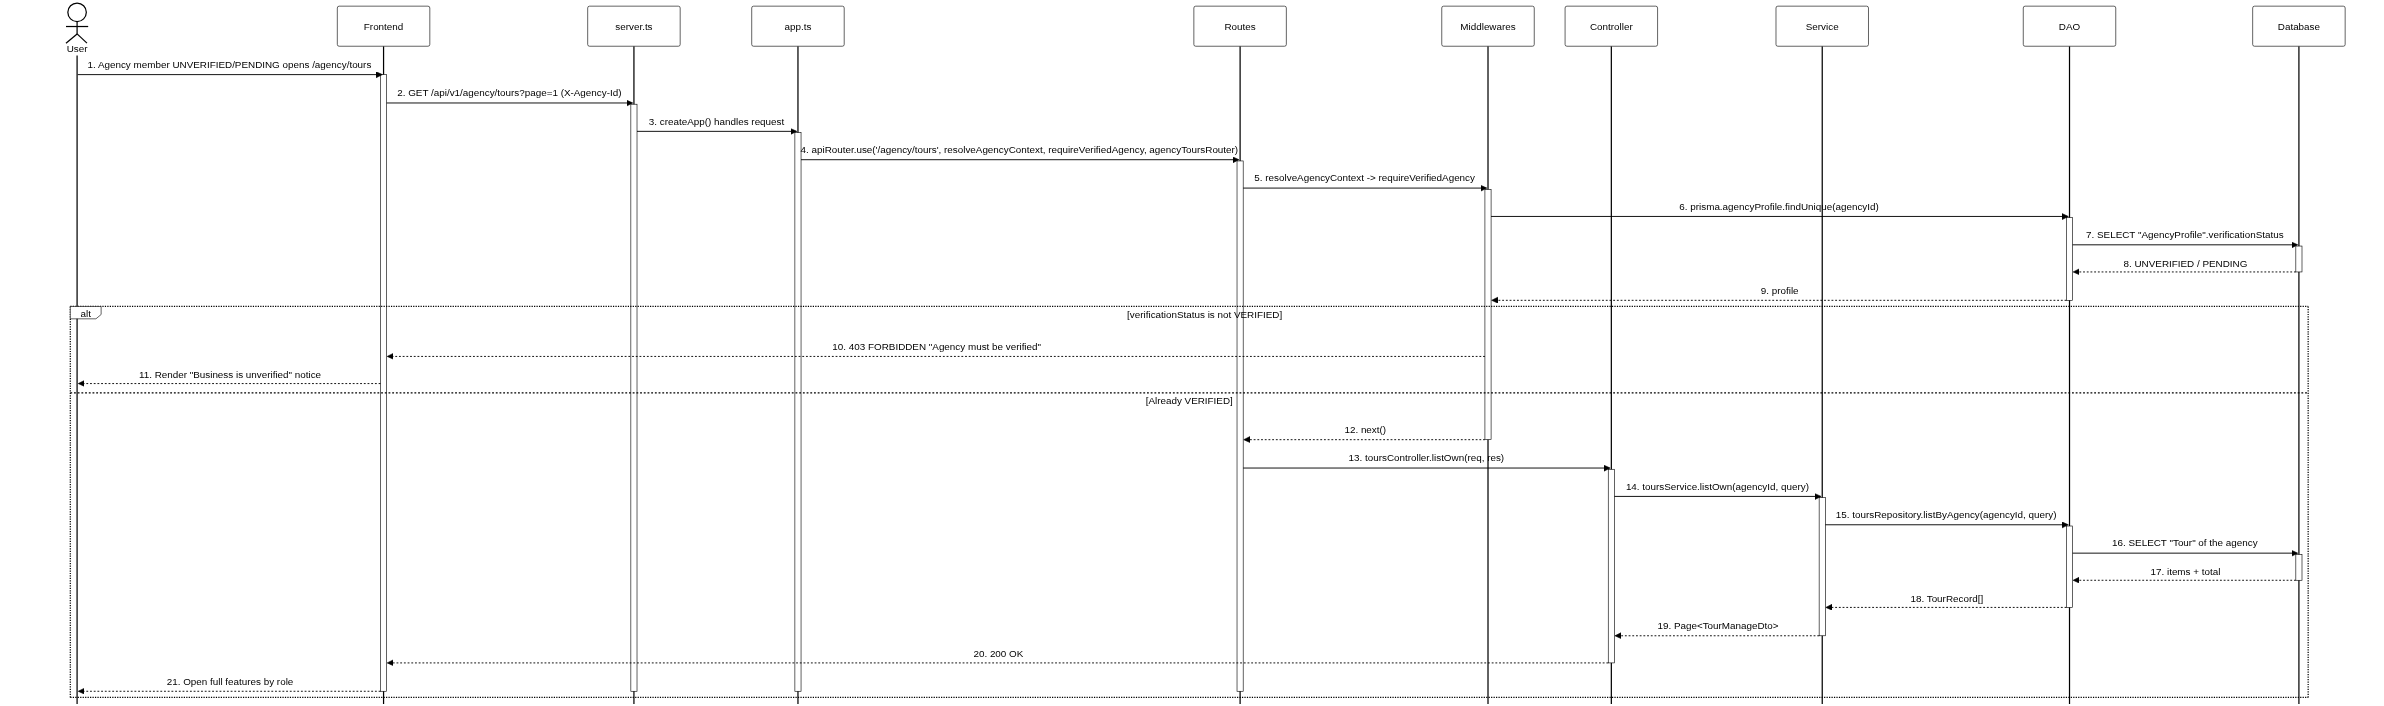 User
Frontend
server.ts
app.ts
Routes
Middlewares
Controller
Service
DAO
Database
1. Agency member UNVERIFIED/PENDING opens /agency/tours
2. GET /api/v1/agency/tours?page=1 (X-Agency-Id)
3. createApp() handles request
4. apiRouter.use('/agency/tours', resolveAgencyContext, requireVerifiedAgency, agencyToursRouter)
5. resolveAgencyContext -> requireVerifiedAgency
6. prisma.agencyProfile.findUnique(agencyId)
7. SELECT "AgencyProfile".verificationStatus
8. UNVERIFIED / PENDING
9. profile
alt
[verificationStatus is not VERIFIED]
10. 403 FORBIDDEN "Agency must be verified"
11. Render "Business is unverified" notice
[Already VERIFIED]
12. next()
13. toursController.listOwn(req, res)
14. toursService.listOwn(agencyId, query)
15. toursRepository.listByAgency(agencyId, query)
16. SELECT "Tour" of the agency
17. items + total
18. TourRecord[]
19. Page<TourManageDto>
20. 200 OK
21. Open full features by role